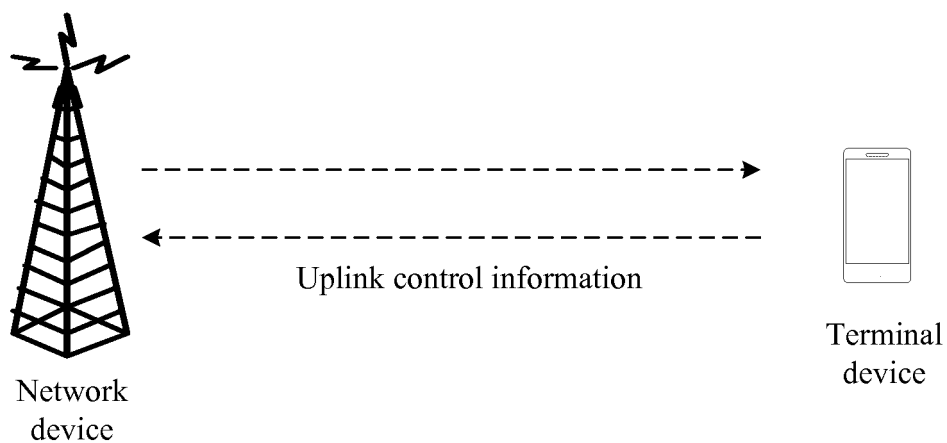 Uplink control information
Terminal
device
Network
device